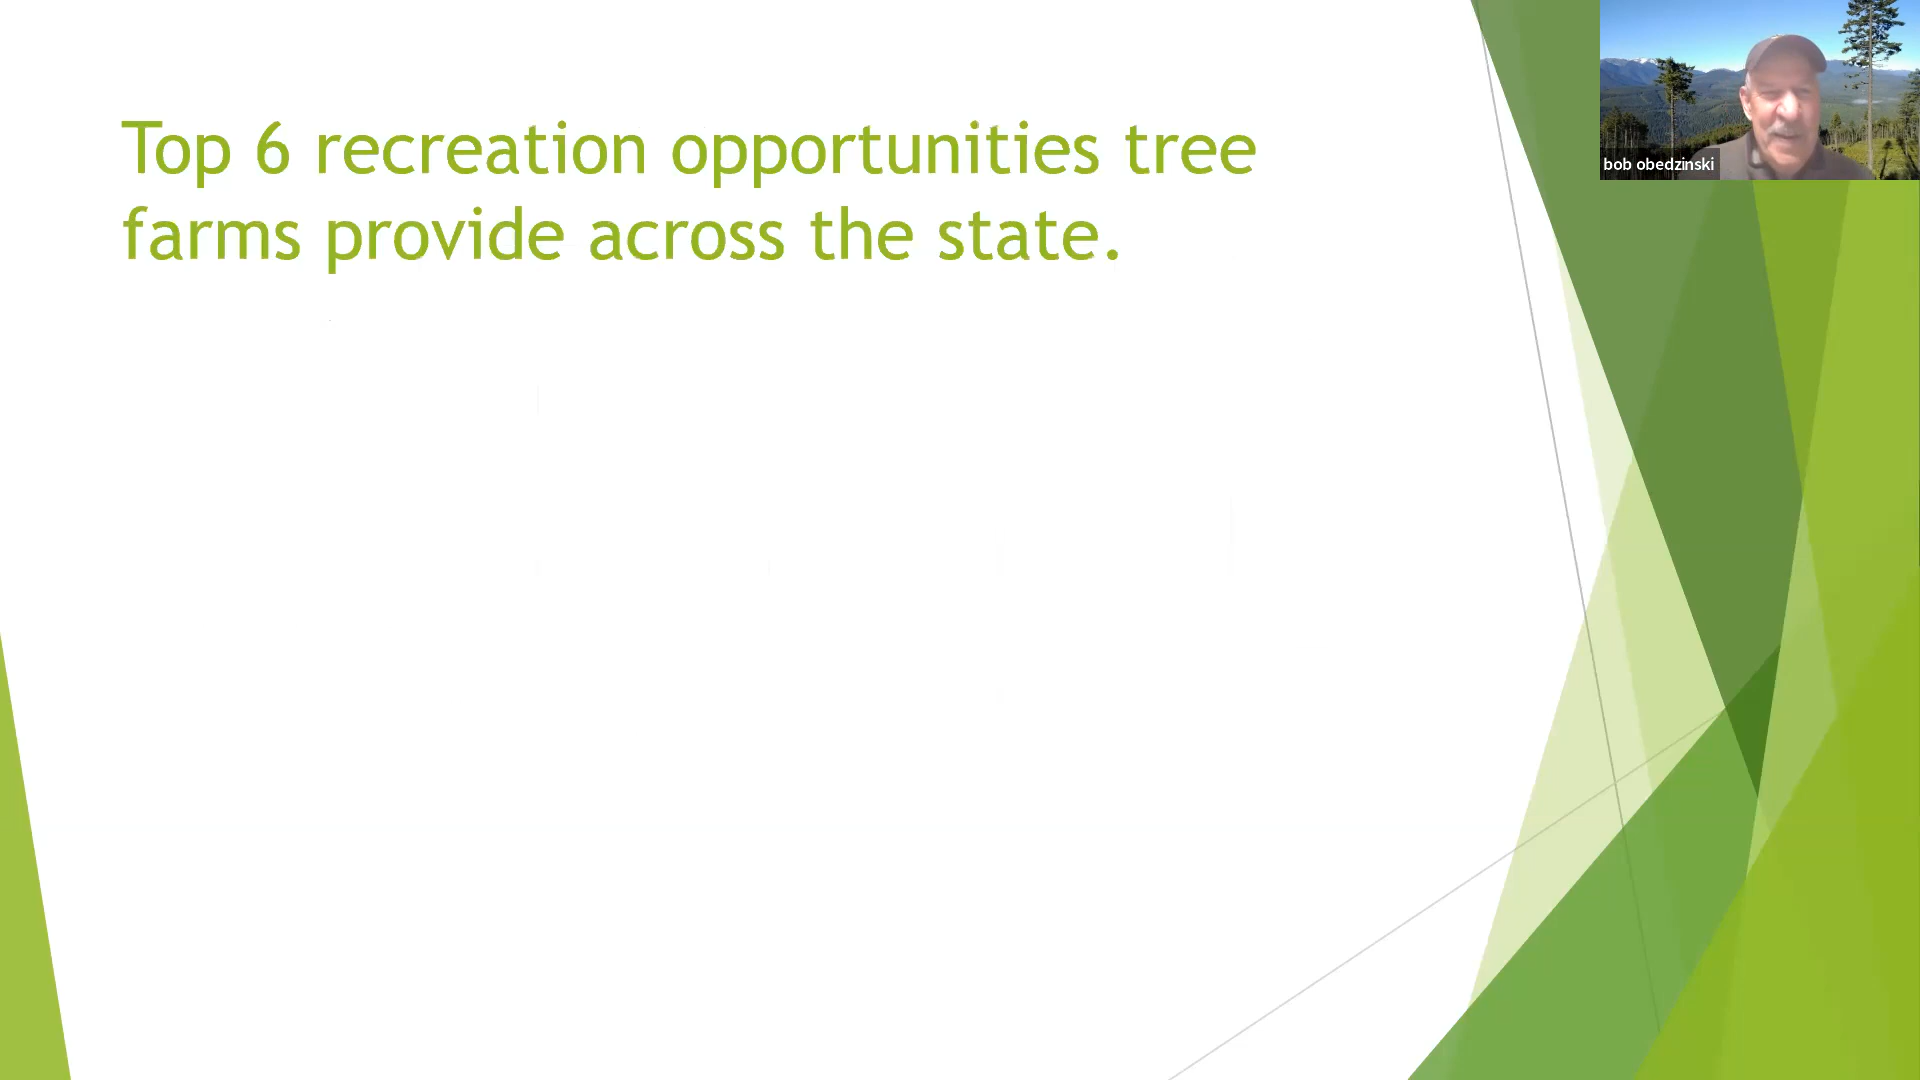 Top 6 recreation opportunities tree
farms provide across the state.
bob obedzinski